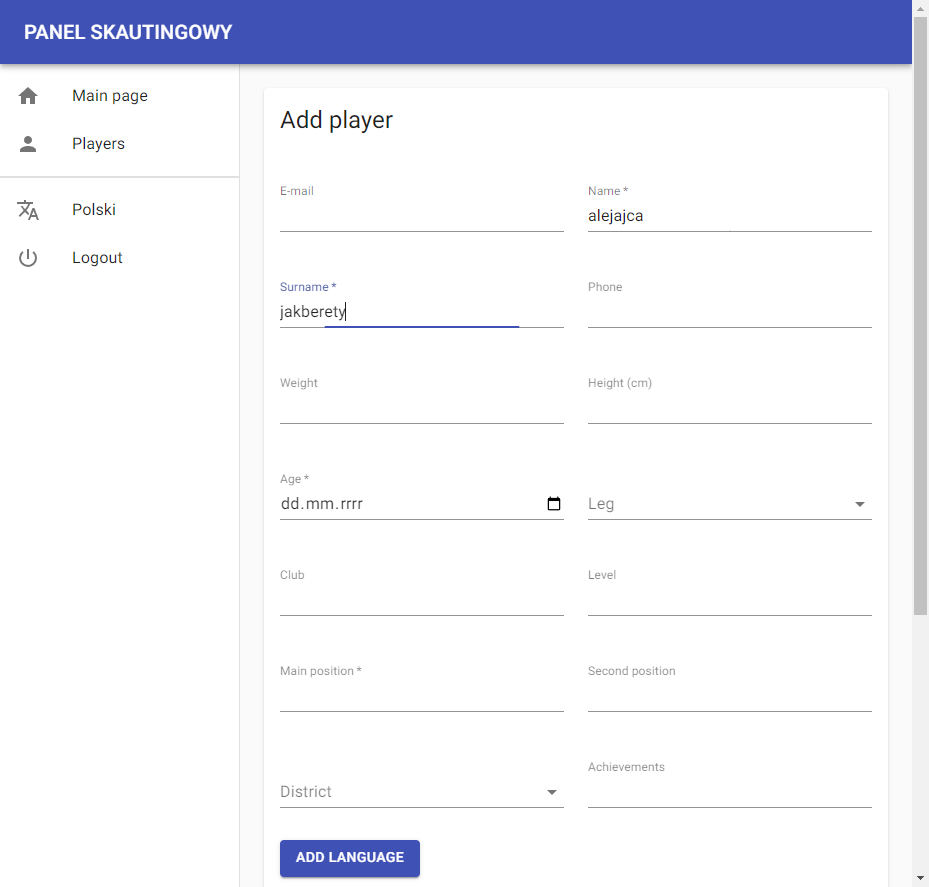 PANEL SKAUTINGOWY
Main page
Players
Polski
Logout
Add player
E-mail
Name *
alejajca
Surname *
jakberety
Phone
Weight
Height (cm)
Age *
dd.mm.rrrr
Leg
Club
Level
Main position *
Second position
District
Achievements
ADD LANGUAGE